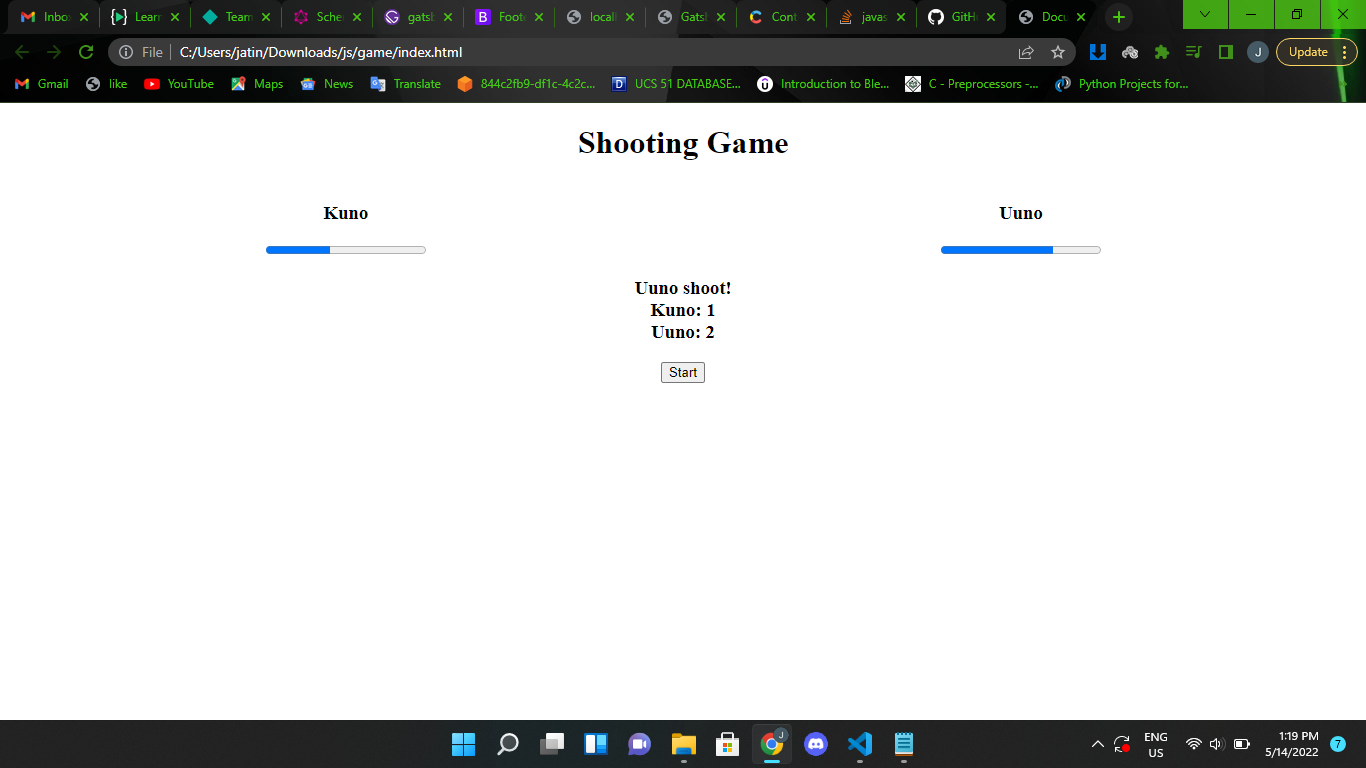 Inbo Learn Team Scher gatsb Foote locall Gatsb Cont javas GitHu Docu
File C:/Users/jatin/Downloads/js/game/index.html J Update
Gmail like YouTube Maps News Translate 844c2fb9-df1c-4c2c... UCS 51 DATABASE... Introduction to Ble... C - Preprocessors -... Python Projects for...
Shooting Game
Kuno Uuno
Uuno shoot!
Kuno: 1
Uuno: 2
Start
ENG 1:19 PM
US 5/14/2022 7